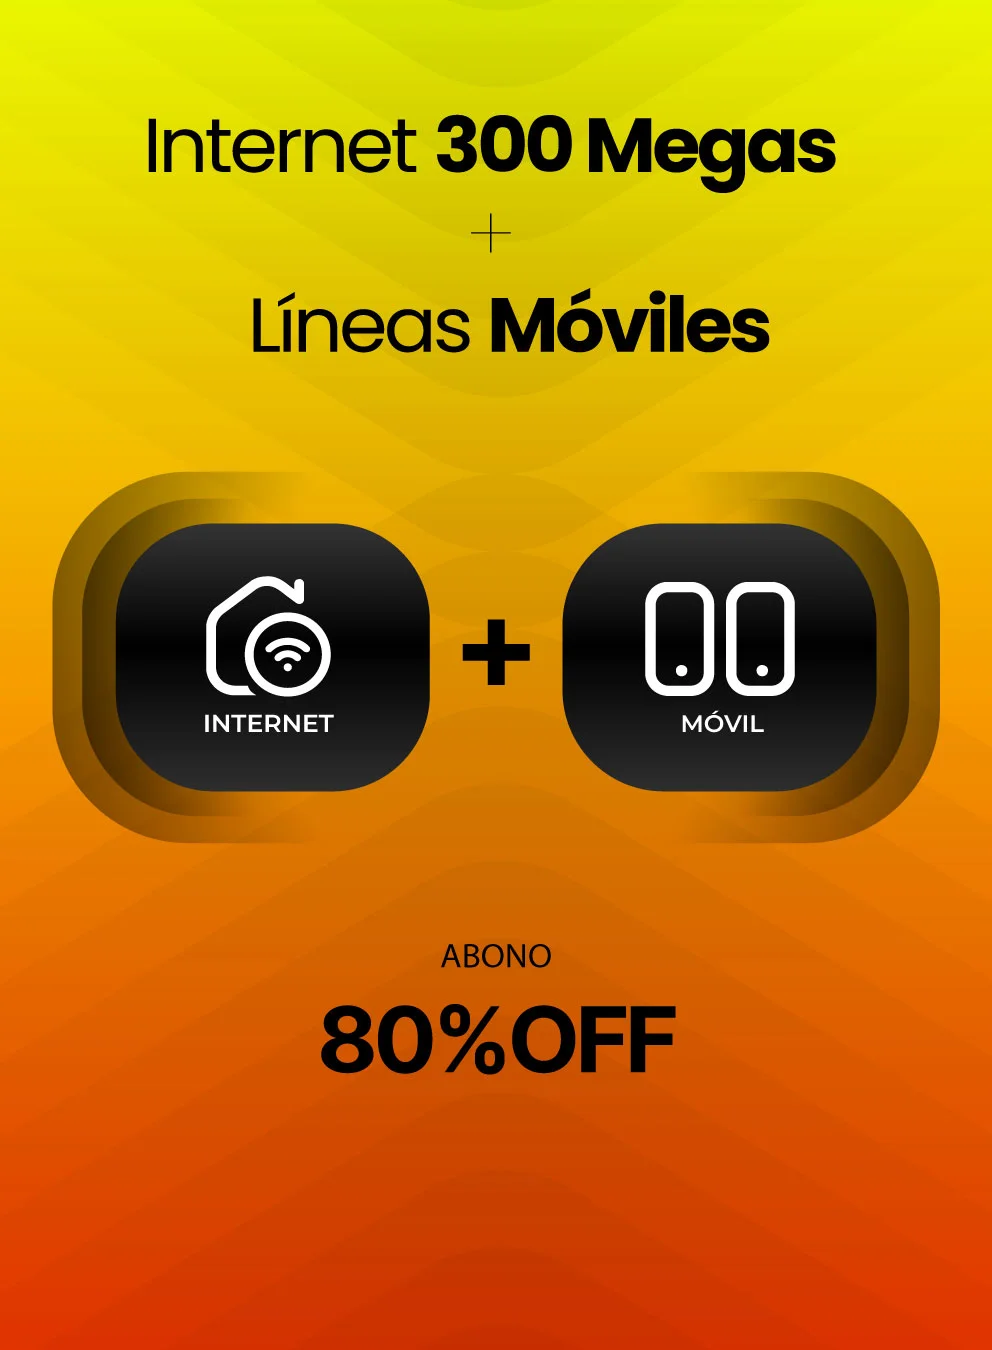 Internet 300 Megas
+
Líneas Móviles
INTERNET
+
MÓVIL
ABONO
80%OFF